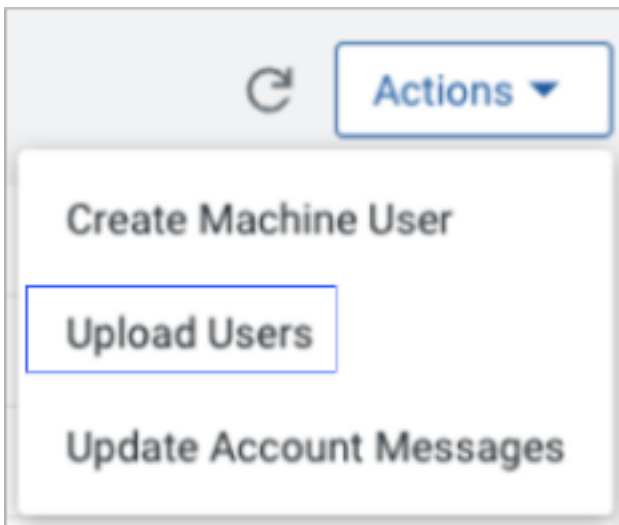 Actions
Create Machine User
Upload Users
Update Account Messages